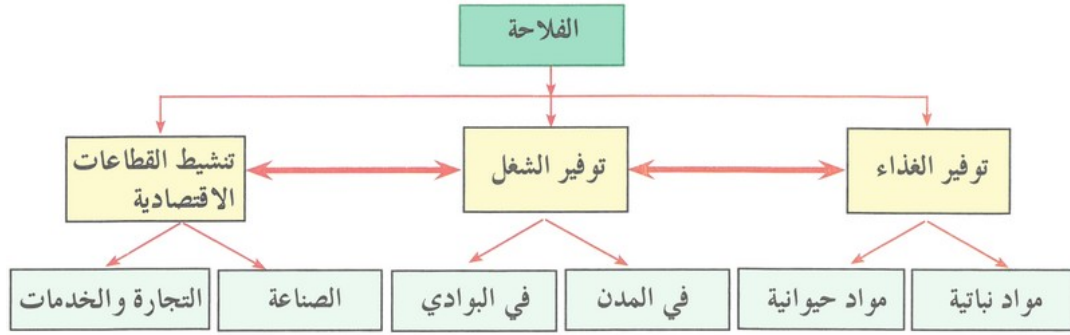 الفلاحة
توفير الغذاء
توفير الشغل
تنشيط القطاعات
الاقتصادية
مواد نباتية
مواد حيوانية
في المدن
في البوادي
الصناعة
التجارة والخدمات